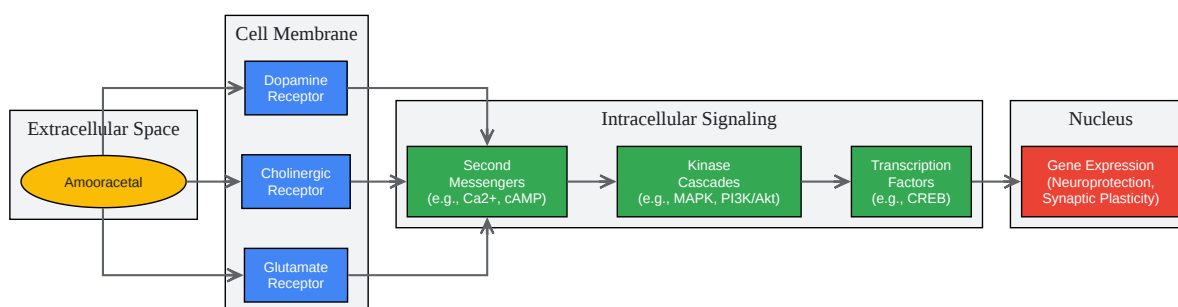 Cell Membrane
Dopamine
Receptor
Extracellular Space
Amooracetal
Cholinergic
Receptor
Glutamate
Receptor
Intracellular Signaling
Second
Messengers
(e.g., Ca2+, cAMP)
Kinase
Cascades
(e.g., MAPK, PI3K/Akt)
Transcription
Factors
(e.g., CREB)
Nucleus
Gene Expression
(Neuroprotection,
Synaptic Plasticity)